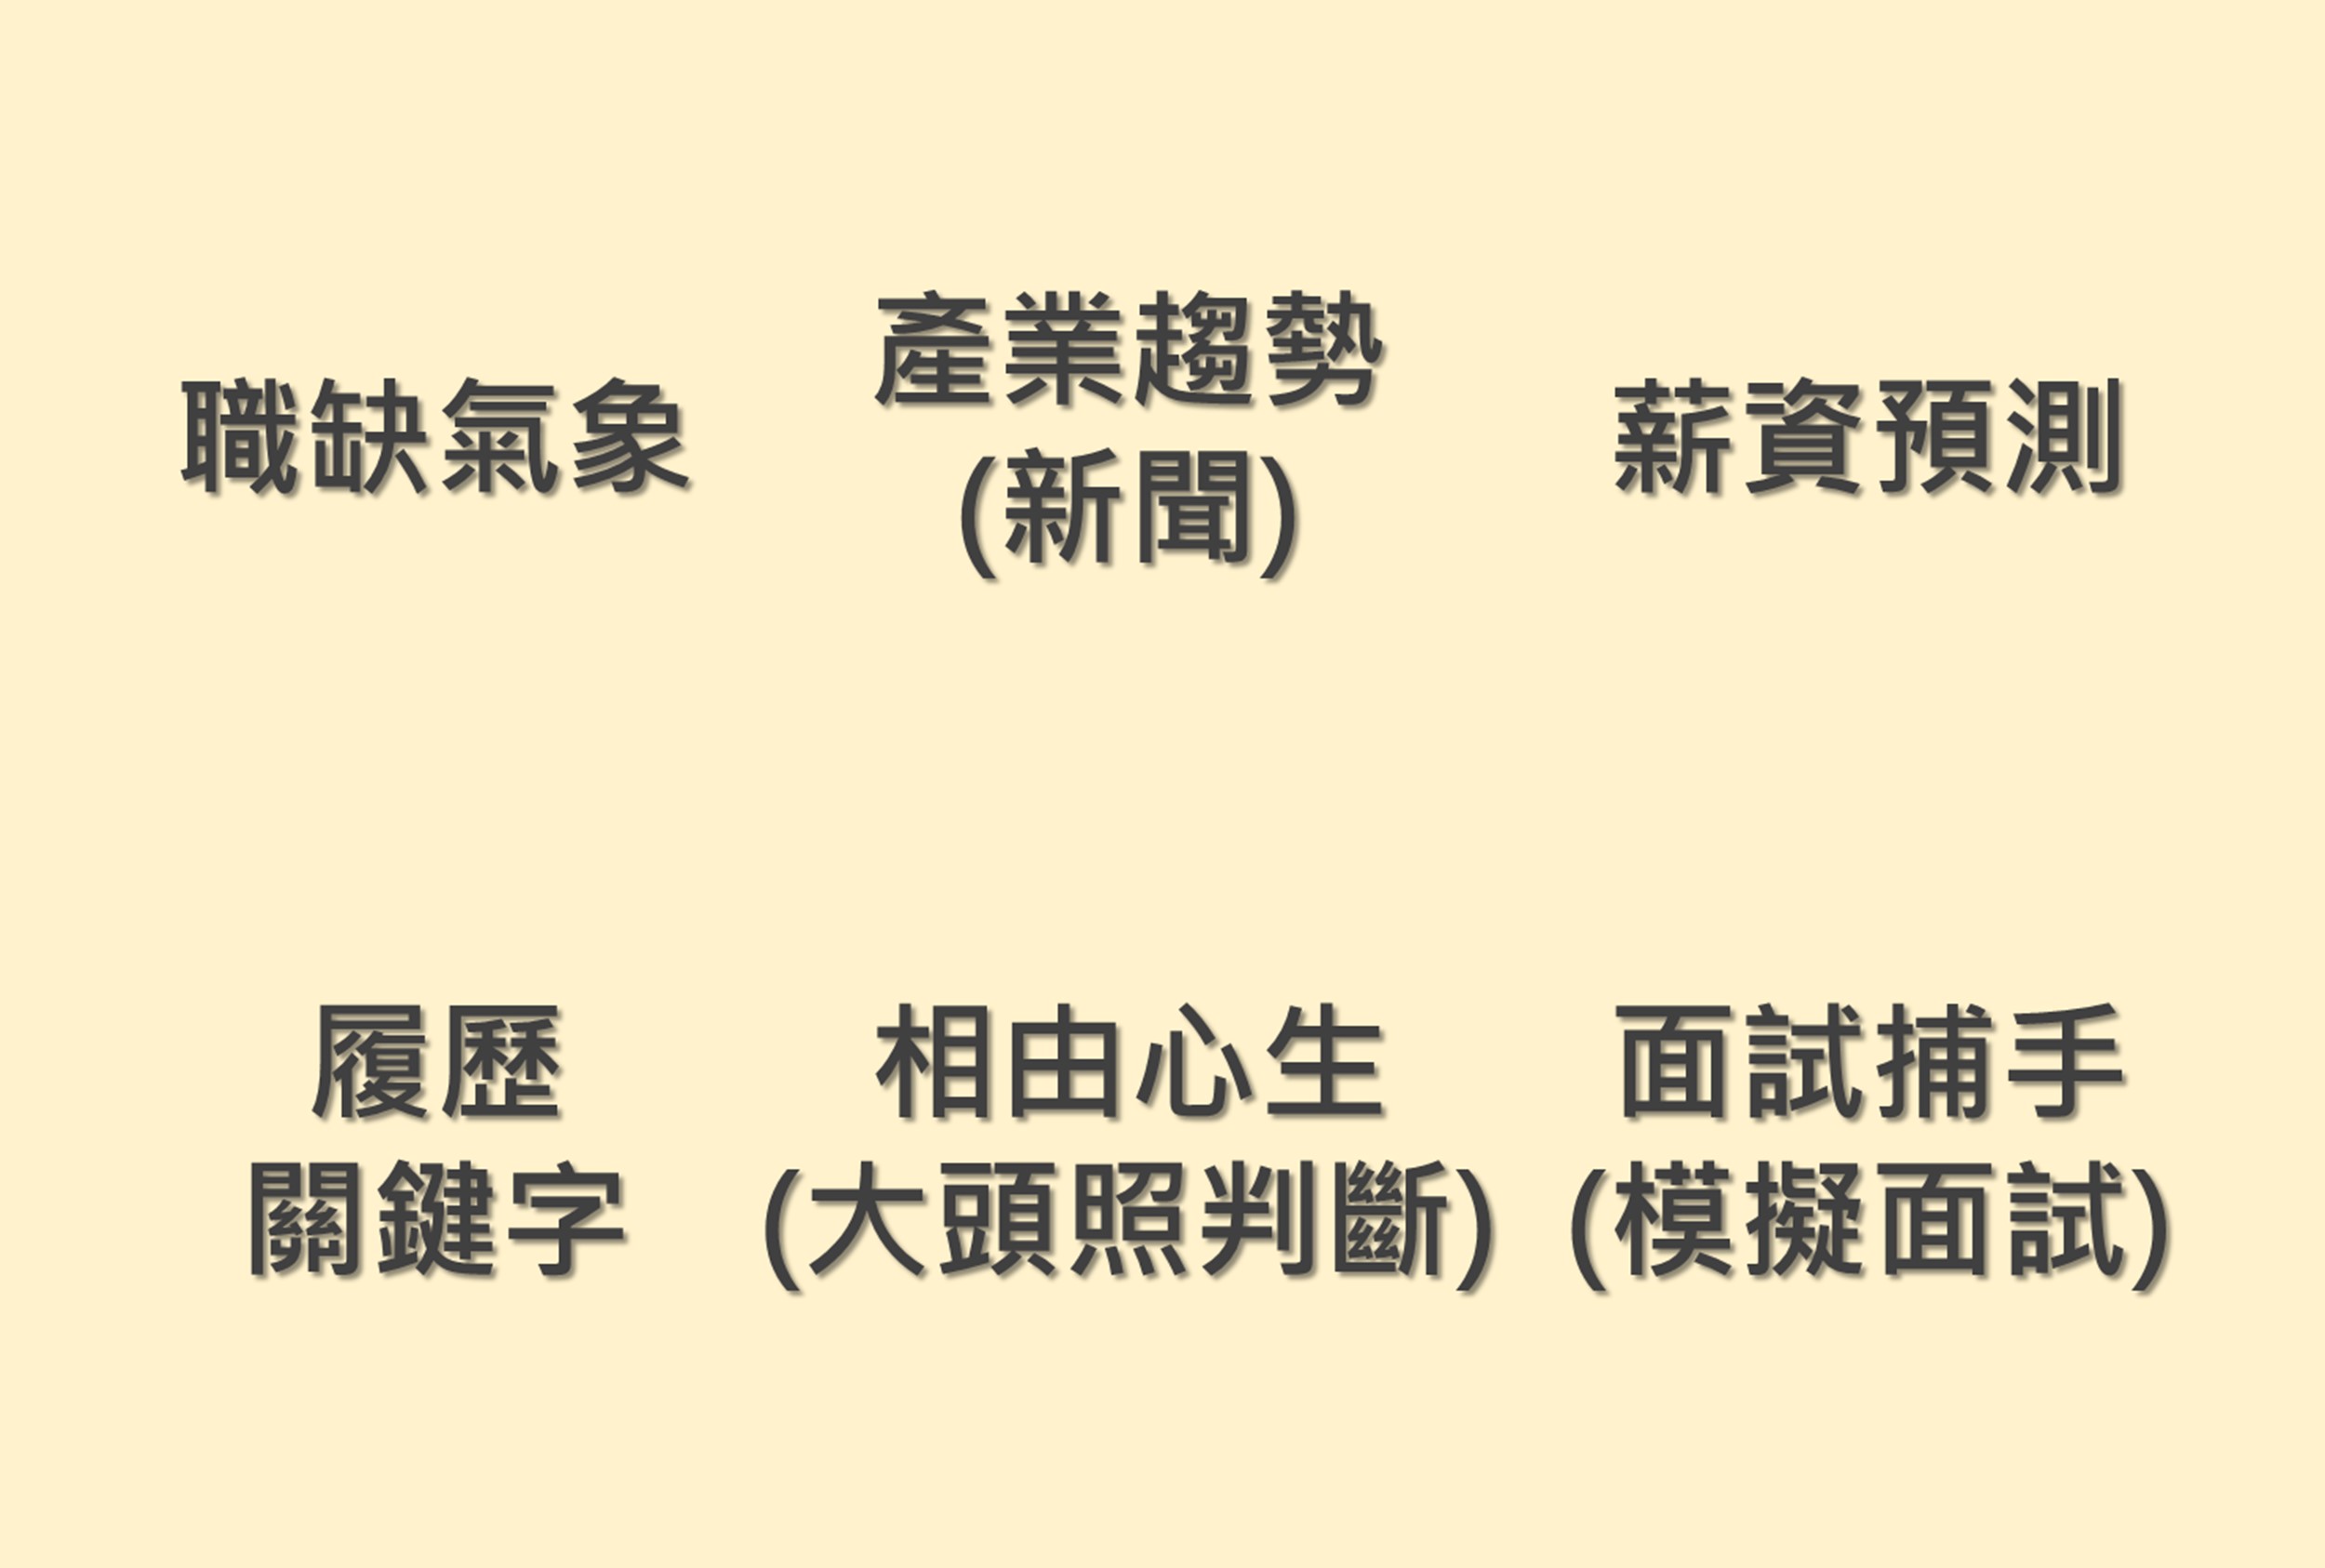 職缺氣象
產業趨勢
(新聞)
薪資預測
履歷
關鍵字
相由心生
(大頭照判斷)
面試捕手
(模擬面試)